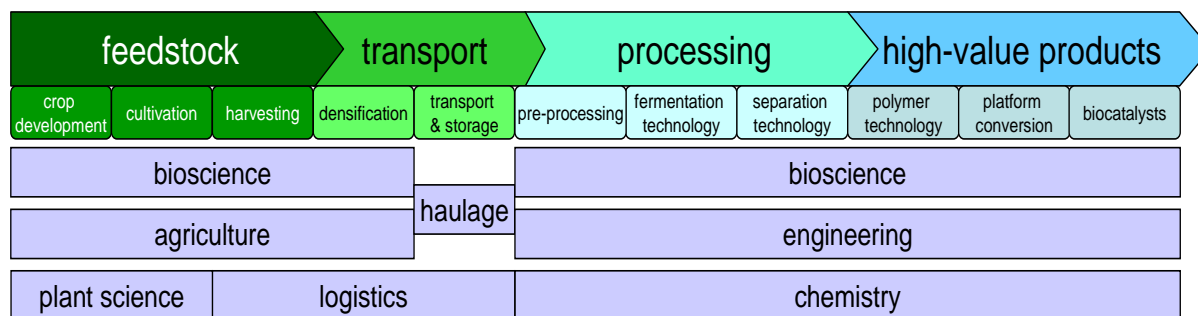 feedstock transport processing high-value products
crop development cultivation harvesting densification transport & storage pre-processing fermentation technology separation technology polymer technology platform conversion biocatalysts
bioscience bioscience
haulage
agriculture engineering
plant science logistics chemistry